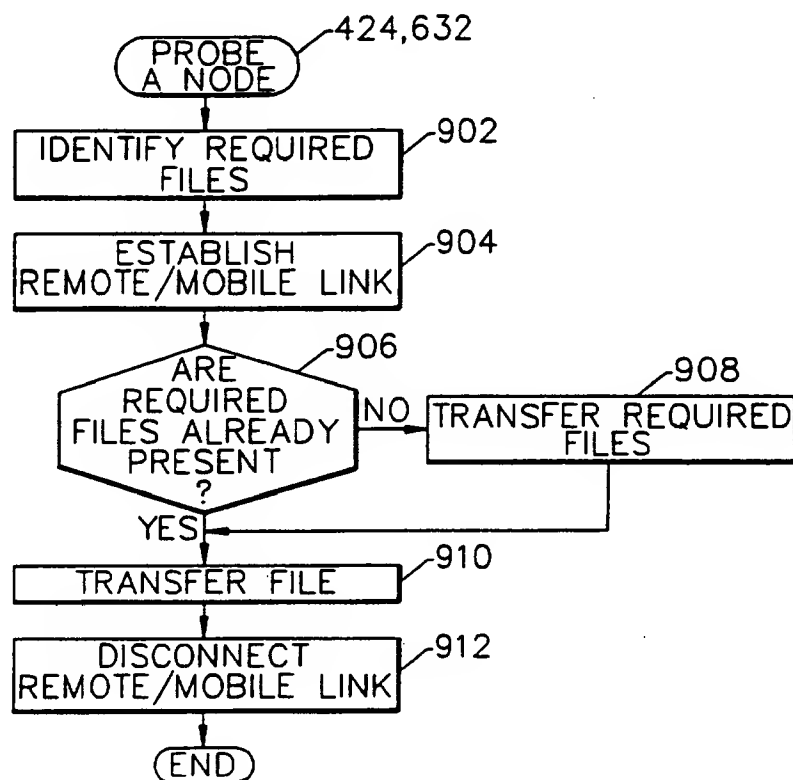 PROBE
A NODE
424,632
IDENTIFY REQUIRED
FILES
902
ESTABLISH
REMOTE/MOBILE LINK
904
ARE
REQUIRED
FILES ALREADY
PRESENT
?
906
NO
TRANSFER REQUIRED
FILES
908
YES
TRANSFER FILE
910
DISCONNECT
REMOTE/MOBILE LINK
912
END